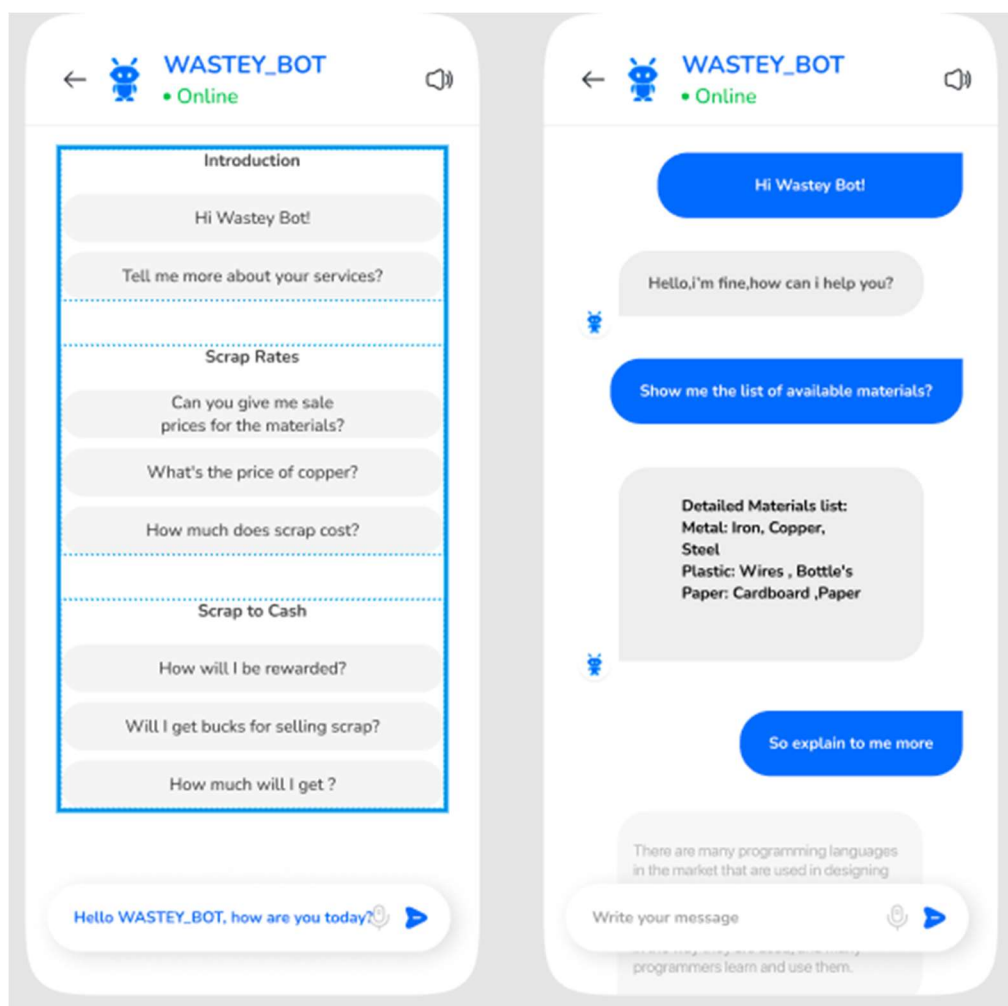 WASTEY_BOT
• Online
Introduction
Hi Wastey Bot!
Tell me more about your services?
Scrap Rates
Can you give me sale
prices for the materials?
What's the price of copper?
How much does scrap cost?
Scrap to Cash
How will I be rewarded?
Will I get bucks for selling scrap?
How much will I get ?
Hello WASTEY_BOT, how are you today?
WASTEY_BOT
• Online
Hi Wastey Bot!
Hello,i'm fine,how can i help you?
Show me the list of available materials?
Detailed Materials list:
Metal: Iron, Copper,
Steel
Plastic: Wires , Bottle's
Paper: Cardboard ,Paper
So explain to me more
There are many programming languages
in the market that are used in designing
Write your message
programmers learn and use them.